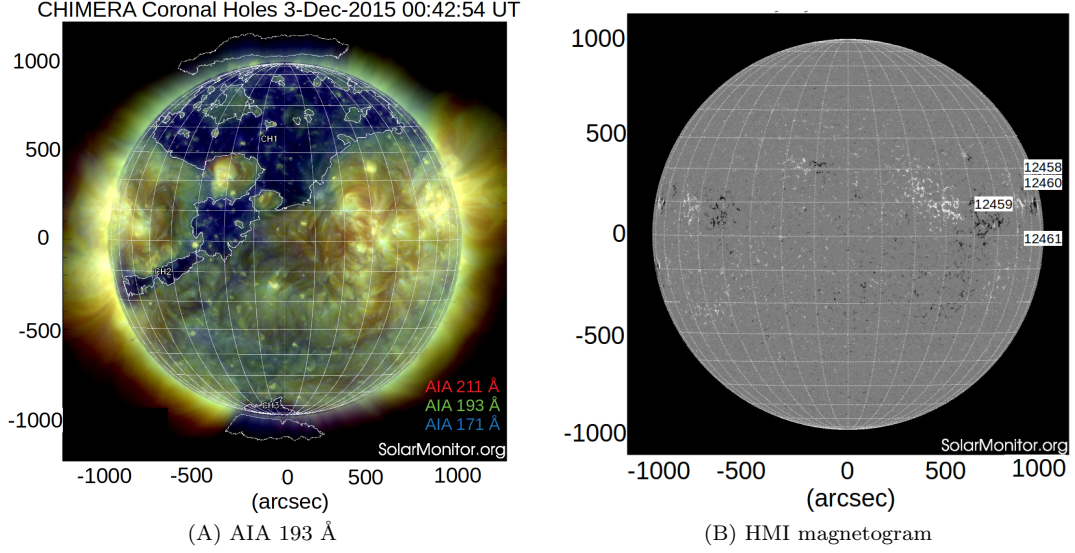 CHIMERA Coronal Holes 3-Dec-2015 00:42:54 UT
1000
500
0
-500
-1000
CH1
CH2
CH3
AIA 211 Å
AIA 193 Å
AIA 171 Å
SolarMonitor.org
-1000 -500 0 500 1000
(arcsec)
(A) AIA 193 Å
1000
500
0
-500
-1000
12458
12460
12459
12461
SolarMonitor.org
-1000 -500 0 500 1000
(arcsec)
(B) HMI magnetogram